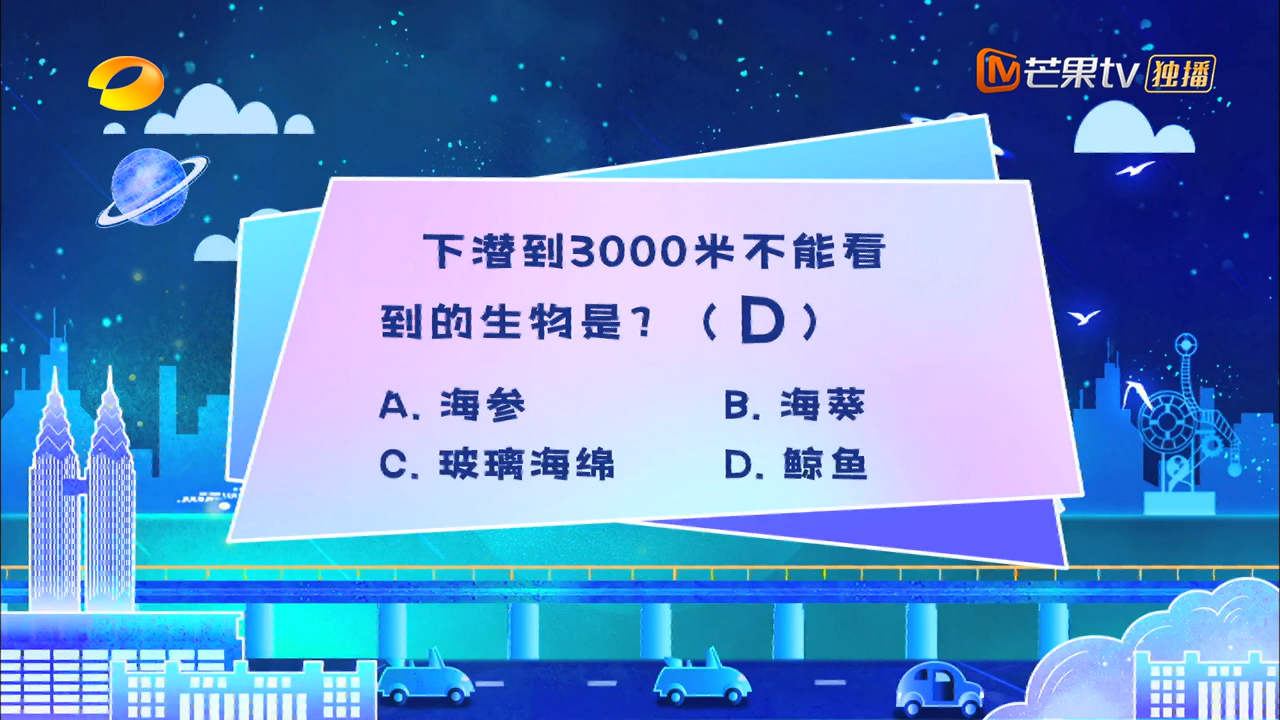 芒果tv独播
下潜到3000米不能看
到的生物是？（D）
A. 海参 B. 海葵
C. 玻璃海绵 D. 鲸鱼